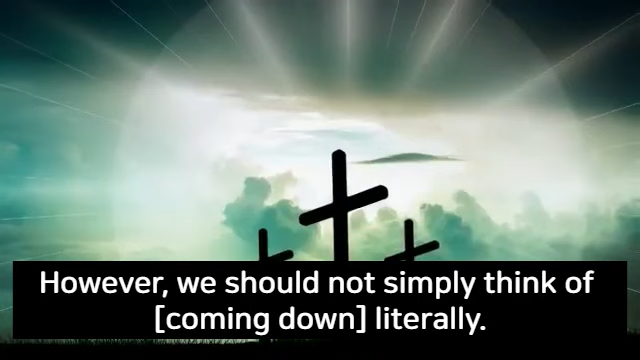 However, we should not simply think of
[coming down] literally.